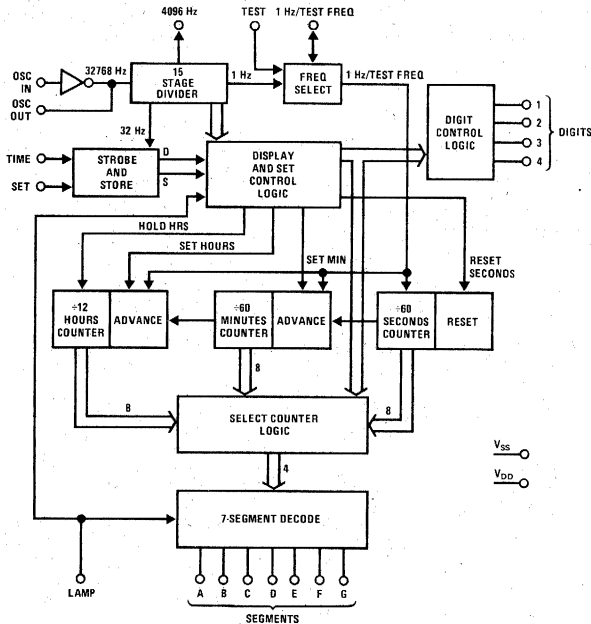 4096 Hz
TEST
1 Hz/TEST FREQ
OSC
IN
32768 Hz
OSC
OUT
15
STAGE
DIVIDER
1 Hz
FREQ
SELECT
1 Hz/TEST FREQ
DIGIT
CONTROL
LOGIC
1
2
3
4
DIGITS
32 Hz
TIME
SET
STROBE
AND
STORE
D
S
DISPLAY
AND SET
CONTROL
LOGIC
HOLD HRS
SET HOURS
SET MIN
RESET
SECONDS
÷12
HOURS
COUNTER
ADVANCE
÷60
MINUTES
COUNTER
ADVANCE
÷60
SECONDS
COUNTER
RESET
8
8
8
SELECT COUNTER
LOGIC
4
VSS
VDD
7-SEGMENT DECODE
LAMP
A B C D E F G
SEGMENTS